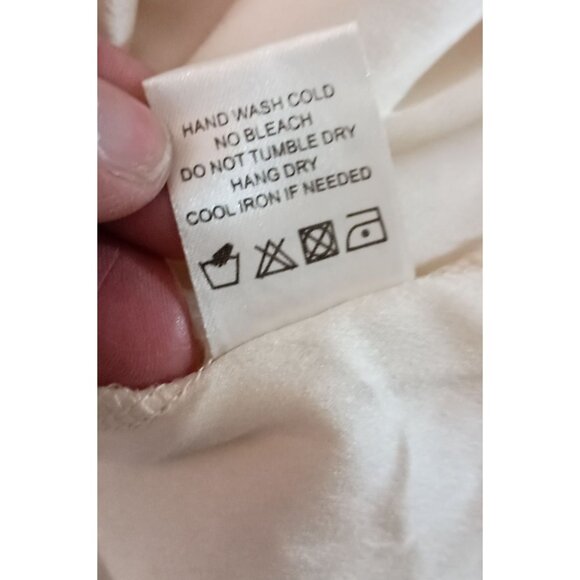 HAND WASH COLD
NO BLEACH
DO NOT TUMBLE DRY
HANG DRY
COOL IRON IF NEEDED